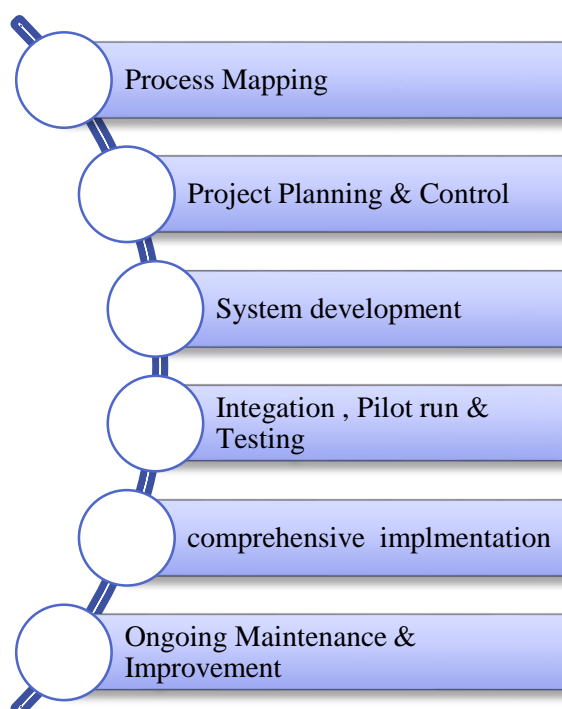 Process Mapping
Project Planning & Control
System development
Integation , Pilot run &
Testing
comprehensive  implmentation
Ongoing Maintenance &
Improvement